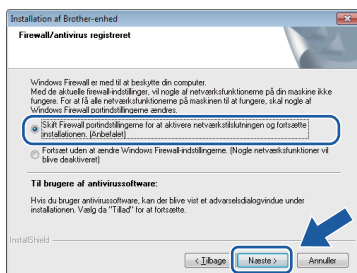 Installation af Brother-enhed
Firewall/antivirus registreret
Windows Firewall er med til at beskytte din computer.
Med de aktuelle firewall-indstillinger, vil nogle af netværksfunktionerne på din maskine ikke
fungere. For at få alle netværksfunktionerne på maskinen til at fungere, skal nogle af
Windows Firewall portindstillingerne ændres.
Skift Firewall portindstillingerne for at aktivere netværkstilslutningen og fortsætte
installationen. (Anbefalet)
Fortsæt uden at ændre Windows Firewall-indstillingerne. (Nogle netværksfunktioner vil
blive deaktiveret)
Til brugere af antivirussoftware:
Hvis du bruger antivirussoftware, kan der blive vist et advarselsdialogvindue under
installationen. Vælg da "Tillad" for at fortsætte.
InstallShield
< Tilbage
Næste >
Annuller